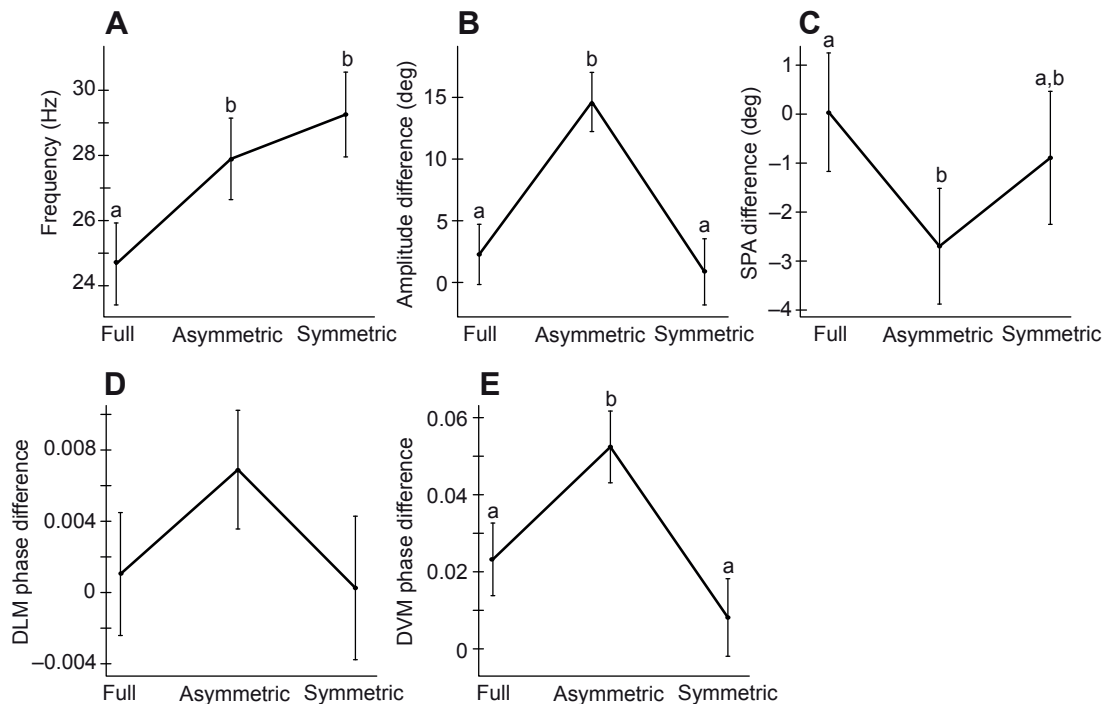 A
Frequency (Hz)
30
28
26
24
a
b
b
Full
Asymmetric
Symmetric
B
Amplitude difference (deg)
15
10
5
0
a
b
a
Full
Asymmetric
Symmetric
C
SPA difference (deg)
1
0
–1
–2
–3
–4
a
b
a,b
Full
Asymmetric
Symmetric
D
DLM phase difference
0.008
0.004
0
–0.004
Full
Asymmetric
Symmetric
E
DVM phase difference
0.06
0.04
0.02
0
a
b
a
Full
Asymmetric
Symmetric